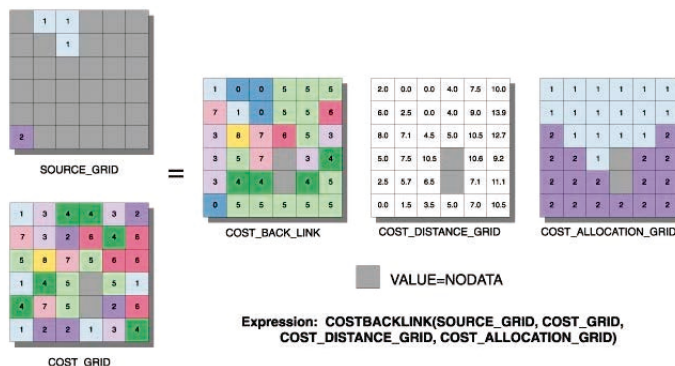 1 1
1
2
SOURCE_GRID
=
1 0 0 5 5 5
7 1 0 5 5 6
3 8 7 6 5 3
3 5 7 3 4
3 4 4 4 5
0 5 5 5 5 5
COST_BACK_LINK
2.0 0.0 0.0 4.0 7.5 10.0
6.0 2.5 0.0 4.0 9.0 13.9
8.0 7.1 4.5 5.0 10.5 12.7
5.0 7.5 10.5 10.6 9.2
2.5 5.7 6.5 7.1 11.1
0.0 1.5 3.5 5.0 7.0 10.5
COST_DISTANCE_GRID
1 1 1 1 1 1
1 1 1 1 1 1
2 1 1 1 1 2
2 2 1 2 2
2 2 2 2 2
2 2 2 2 2 2
COST_ALLOCATION_GRID
1 3 4 4 3 2
7 3 2 6 4 6
5 8 7 5 6 6
1 4 5 5 1
4 7 5 2 6
1 2 2 1 3 4
COST_GRID
VALUE=NODATA
Expression: COSTBACKLINK(SOURCE_GRID, COST_GRID,
COST_DISTANCE_GRID, COST_ALLOCATION_GRID)